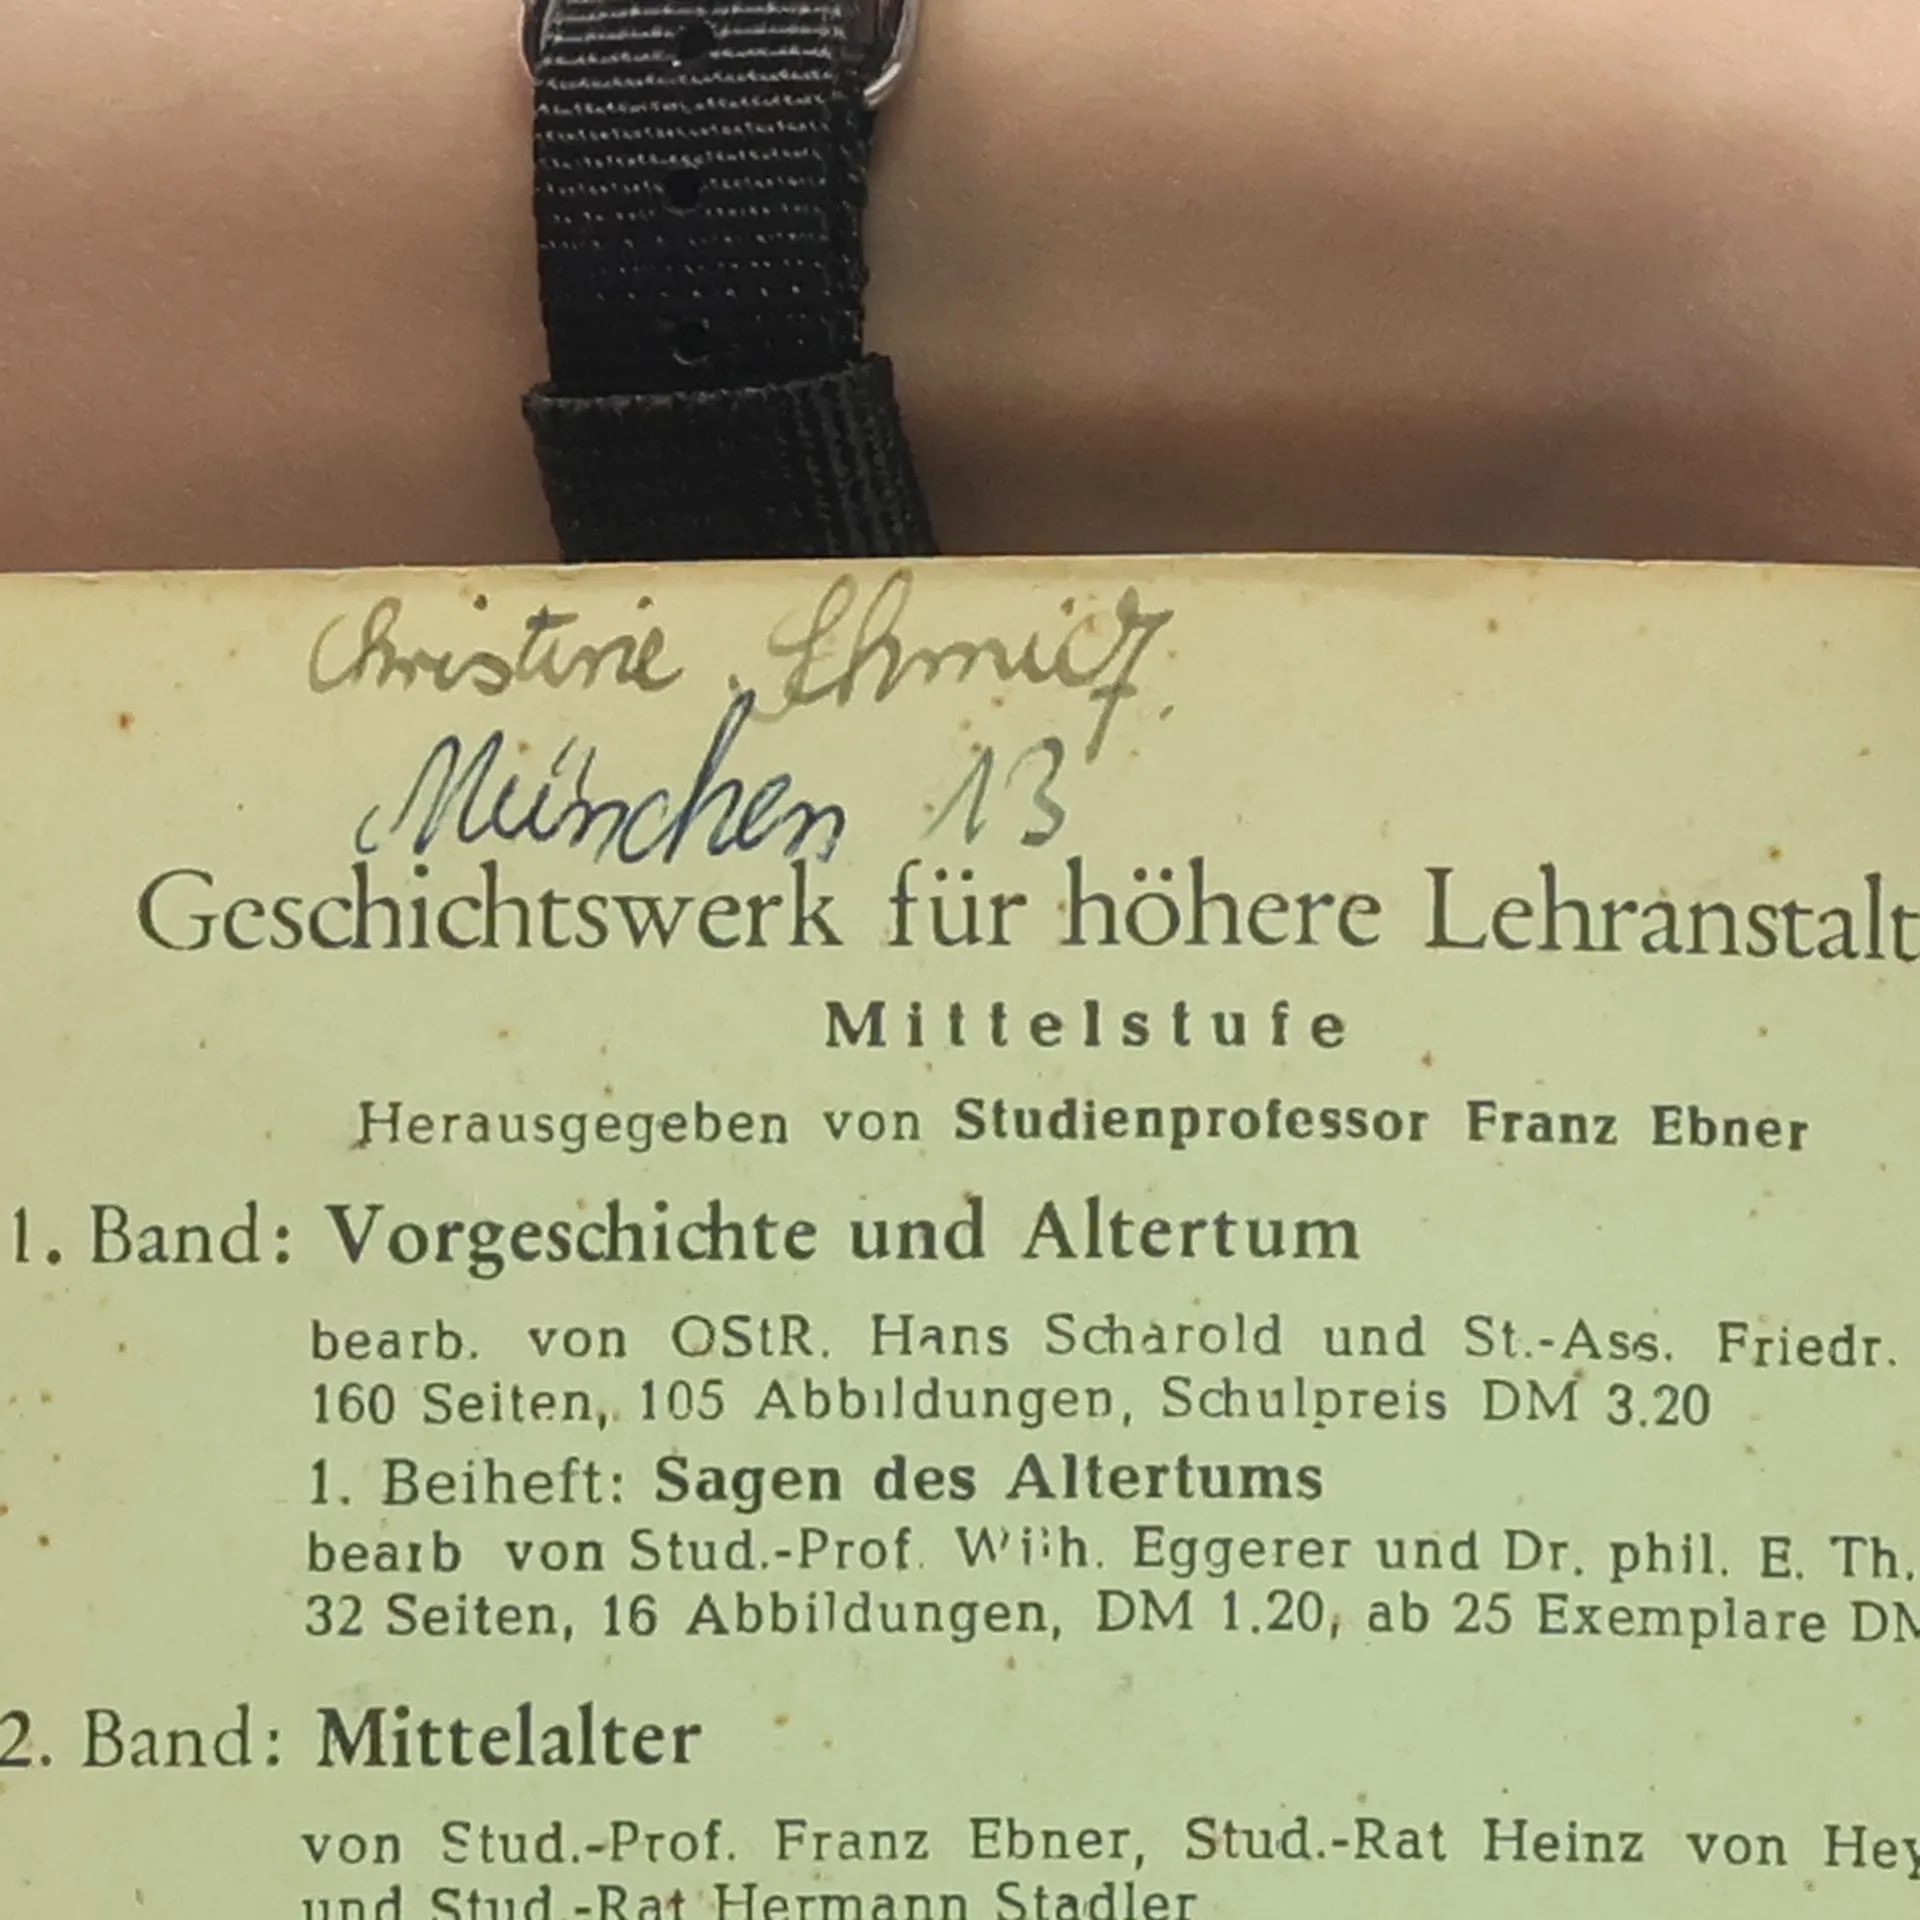 Christine Schmidt.
München 13
Geschichtswerk für höhere Lehranstalt
Mittelstufe
Herausgegeben von Studienprofessor Franz Ebner
1. Band: Vorgeschichte und Altertum
bearb. von OStR. Hans Scharold und St.-Ass. Friedr.
160 Seiten, 105 Abbildungen, Schulpreis DM 3.20
1. Beiheft: Sagen des Altertums
bearb von Stud.-Prof. Wilh. Eggerer und Dr. phil. E. Th.
32 Seiten, 16 Abbildungen, DM 1.20, ab 25 Exemplare DM
2. Band: Mittelalter
von Stud.-Prof. Franz Ebner, Stud.-Rat Heinz von Hey
und Stud.-Rat Hermann Stadler